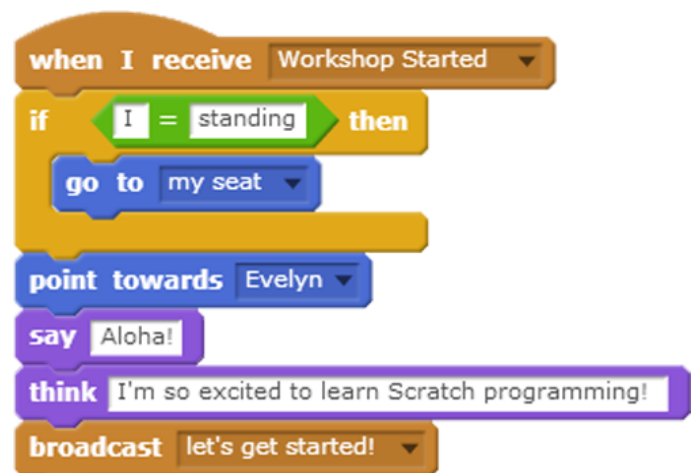 when I receive Workshop Started
if I = standing then
go to my seat
point towards Evelyn
say Aloha!
think I'm so excited to learn Scratch programming!
broadcast let's get started!